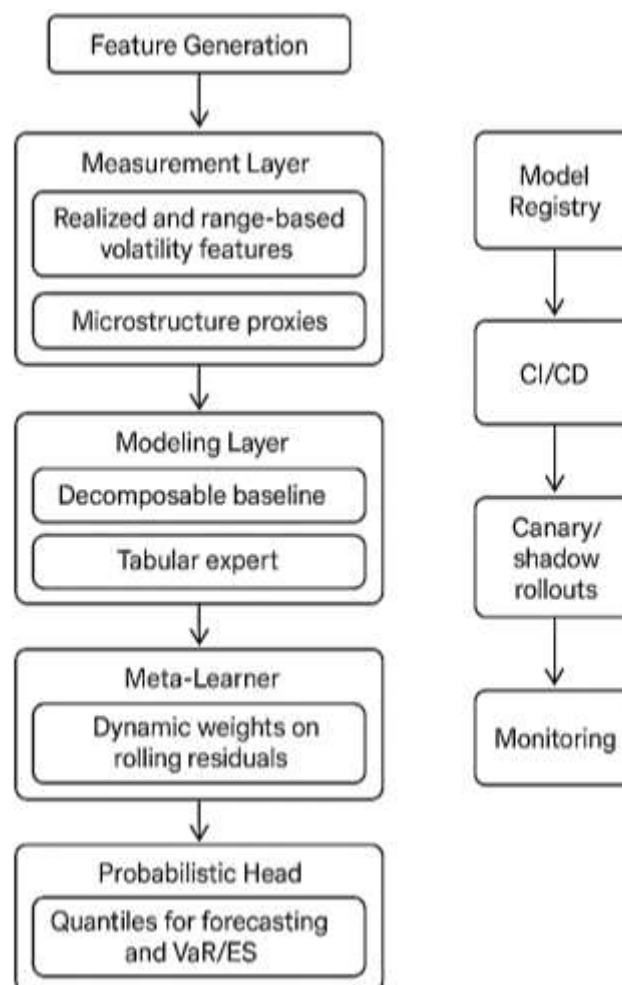 Feature Generation
Measurement Layer
Realized and range-based
volatility features
Microstructure proxies
Modeling Layer
Decomposable baseline
Tabular expert
Meta-Learner
Dynamic weights on
rolling residuals
Probabilistic Head
Quantiles for forecasting
and VaR/ES
Model
Registry
CI/CD
Canary/
shadow
rollouts
Monitoring